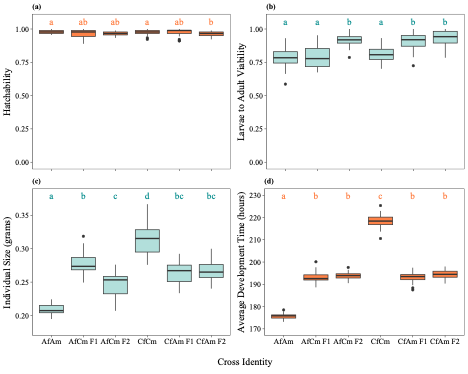 (a)
a ab ab a ab b
1.00
0.75
0.50
0.25
0.00
Hatchability
(b)
a a b a b b
1.00
0.75
0.50
0.25
0.00
Larvae to Adult Viability
(c)
a b c d bc bc
0.35
0.30
0.25
0.20
Individual Size (grams)
AfAm AfCm F1 AfCm F2 CfCm CfAm F1 CfAm F2
(d)
a b b c b b
230
220
210
200
190
180
170
Average Development Time (hours)
AfAm AfCm F1 AfCm F2 CfCm CfAm F1 CfAm F2
Cross Identity